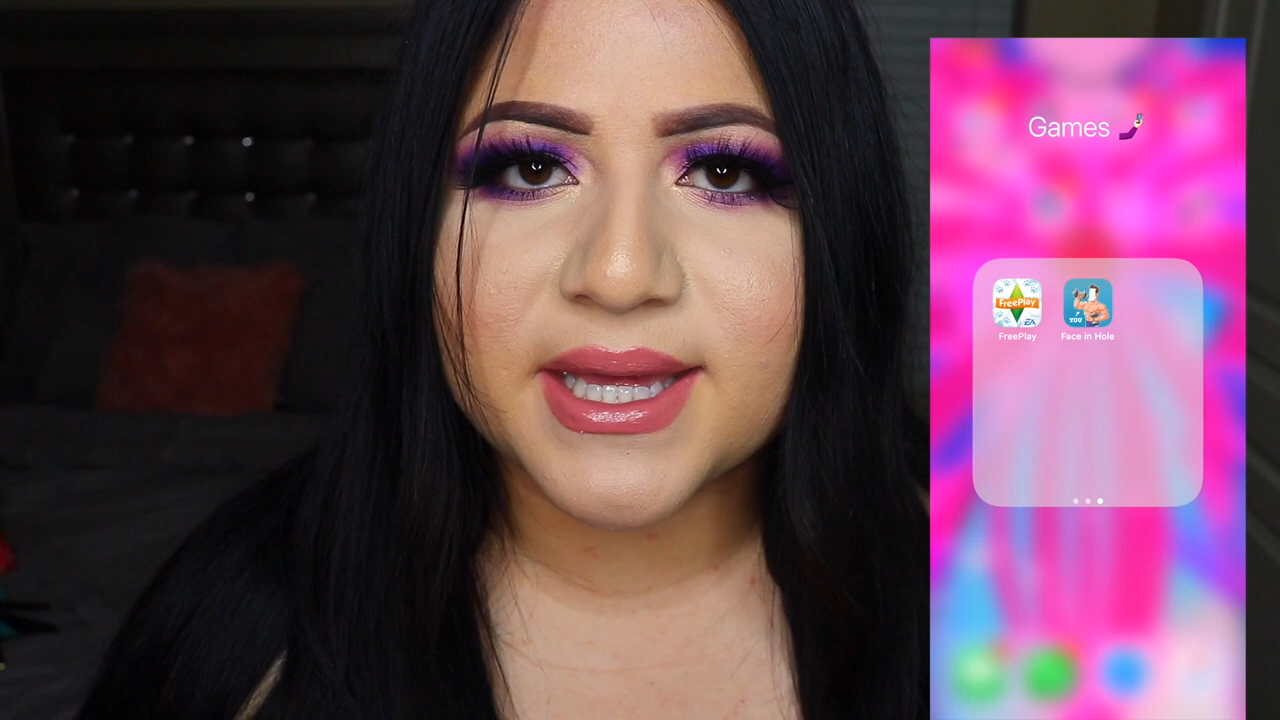 Games 🤳
FreePlay
EA
YOU
FreePlay
Face in Hole